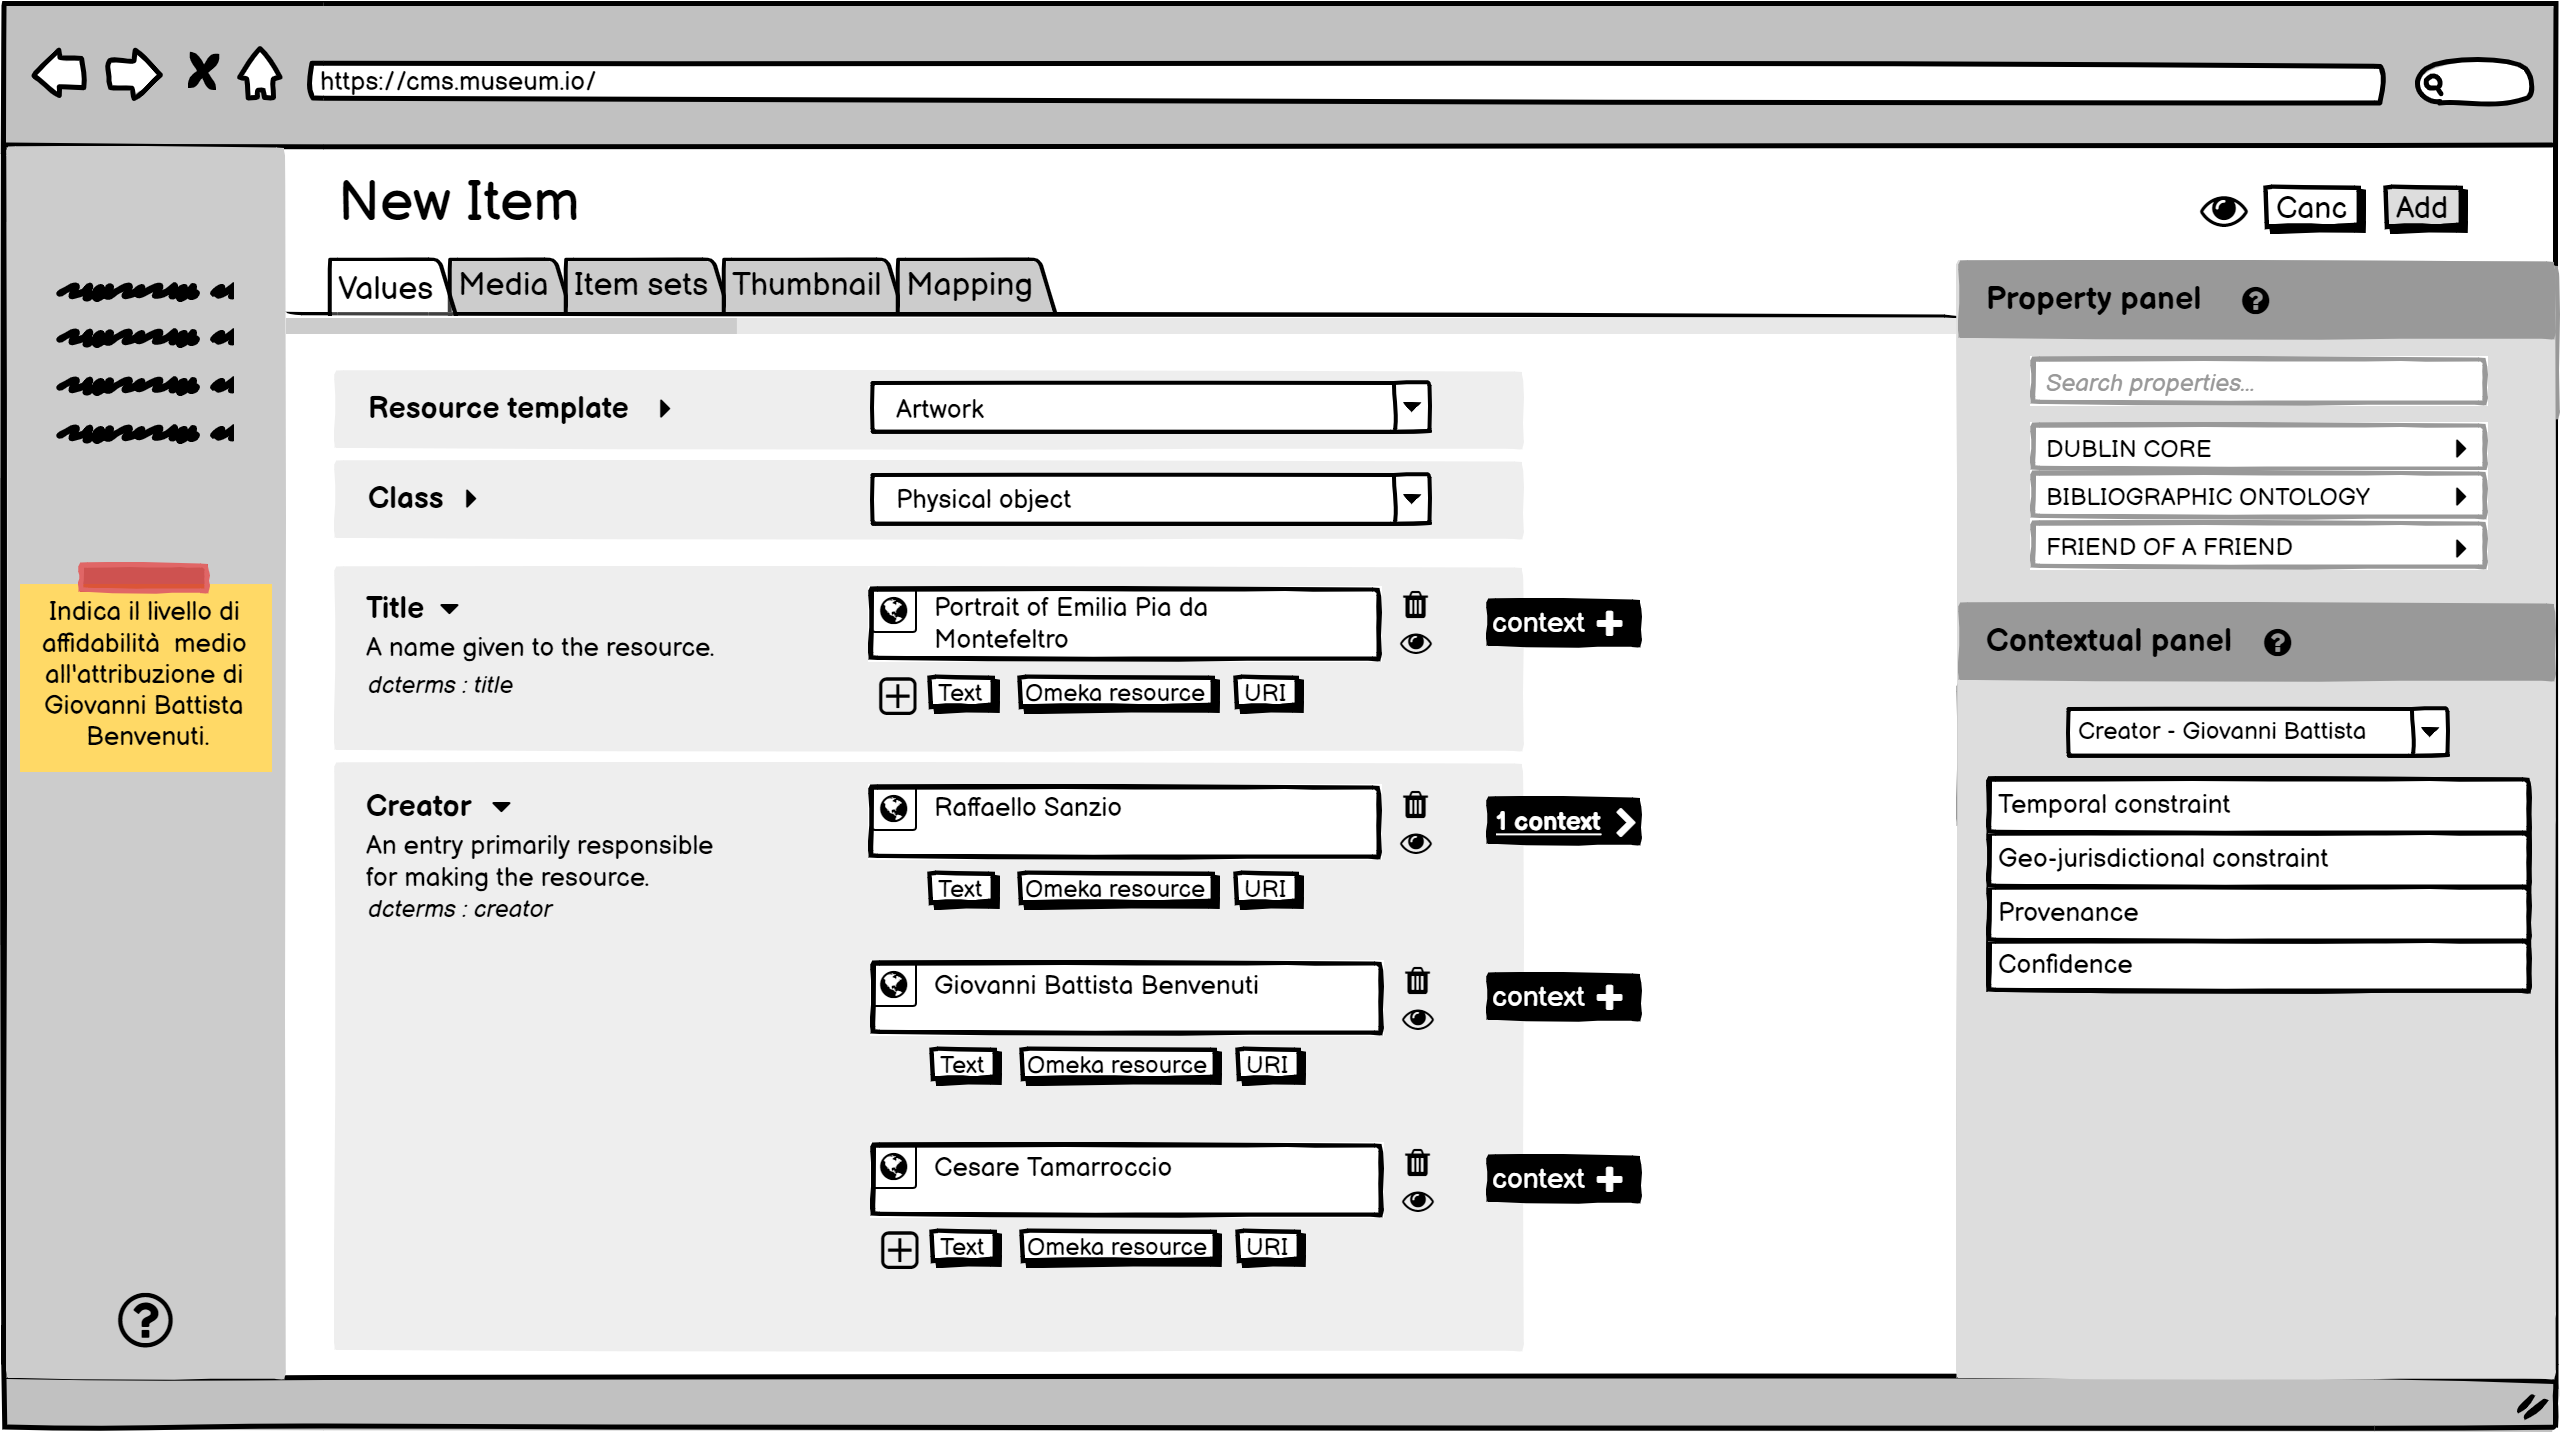 https://cms.museum.io/
New Item
Canc
Add
Values
Media
Item sets
Thumbnail
Mapping
Resource template
Artwork
Class
Physical object
Title
A name given to the resource.
dcterms : title
Portrait of Emilia Pia da
Montefeltro
context
Text
Omeka resource
URI
Creator
An entry primarily responsible
for making the resource.
dcterms : creator
Raffaello Sanzio
1 context
Text
Omeka resource
URI
Giovanni Battista Benvenuti
context
Text
Omeka resource
URI
Cesare Tamarroccio
context
Text
Omeka resource
URI
Indica il livello di
affidabilità medio
all'attribuzione di
Giovanni Battista
Benvenuti.
?
Property panel ?
Search properties...
DUBLIN CORE
BIBLIOGRAPHIC ONTOLOGY
FRIEND OF A FRIEND
Contextual panel ?
Creator - Giovanni Battista
Temporal constraint
Geo-jurisdictional constraint
Provenance
Confidence